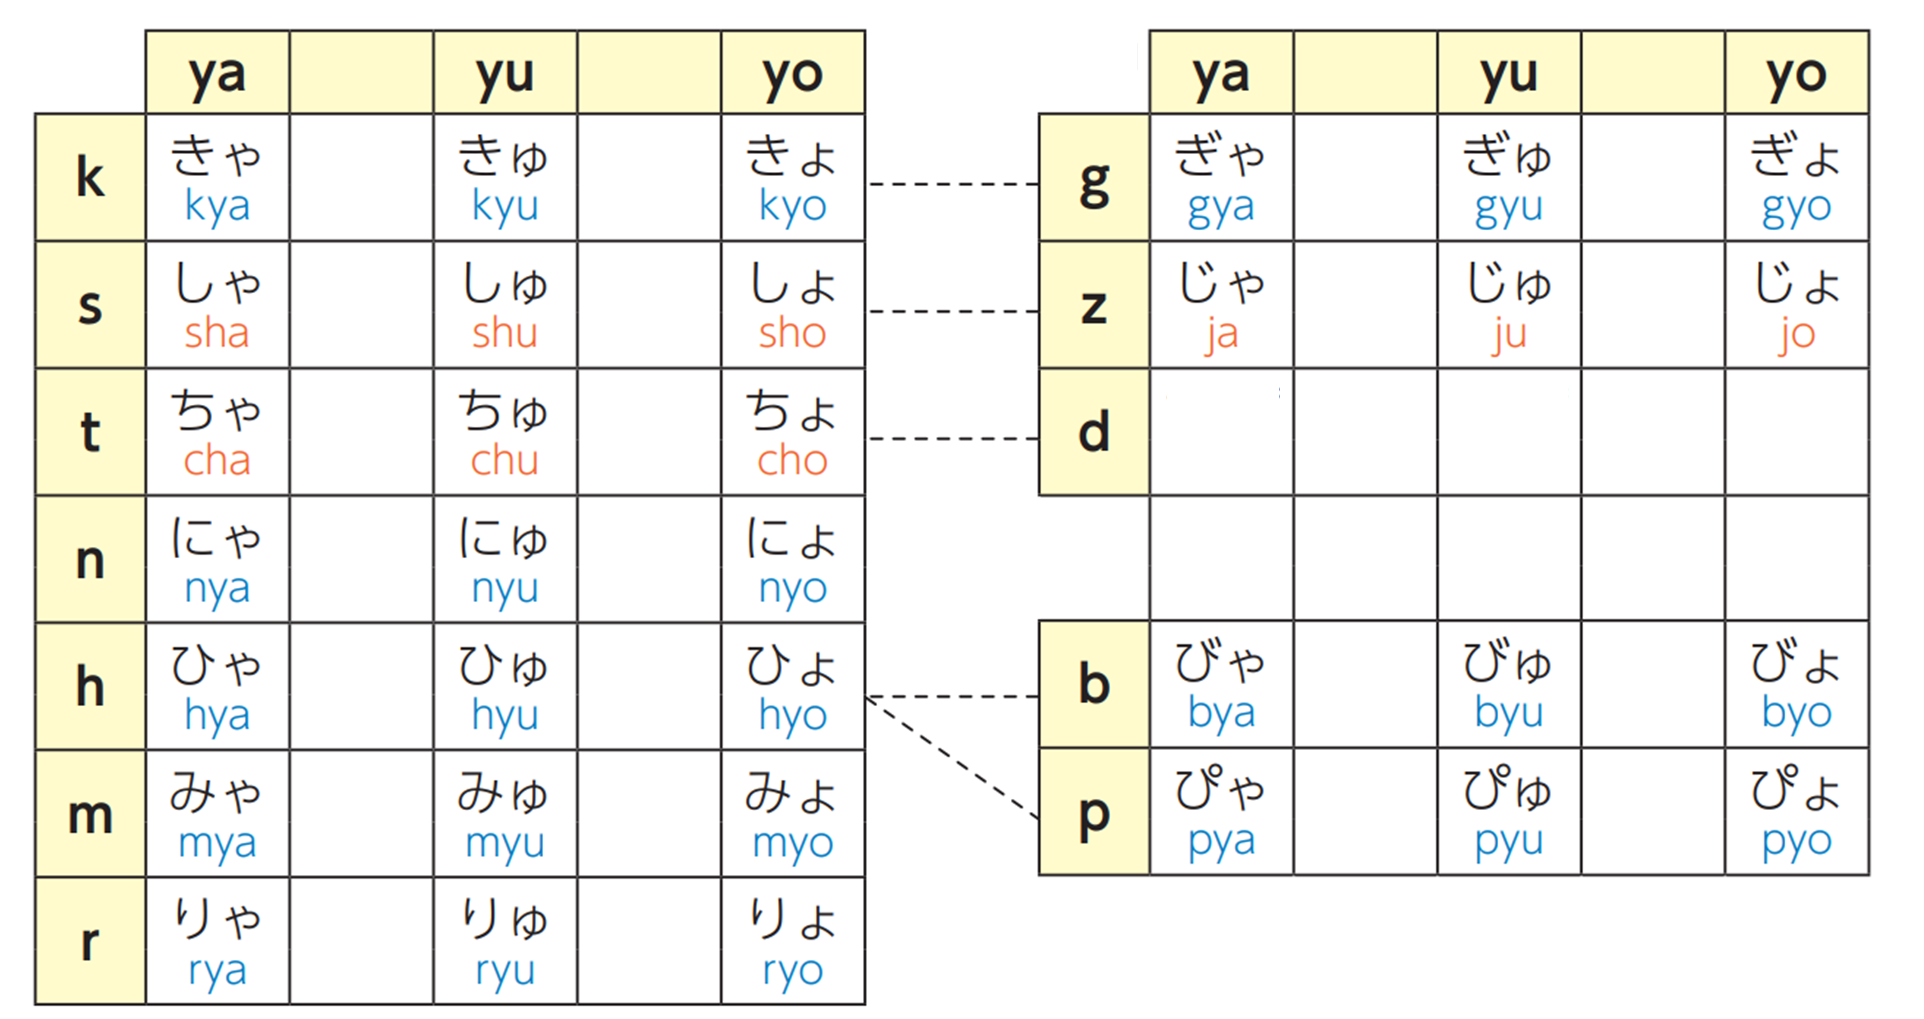 ya yu yo
k きゃ きゅ きょ
kya kyu kyo
s しゃ しゅ しょ
sha shu sho
t ちゃ ちゅ ちょ
cha chu cho
n にゃ にゅ にょ
nya nyu nyo
h ひゃ ひゅ ひょ
hya hyu hyo
m みゃ みゅ みょ
mya myu myo
r りゃ りゅ りょ
rya ryu ryo
ya yu yo
g ぎゃ ぎゅ ぎょ
gya gyu gyo
z じゃ じゅ じょ
ja ju jo
d
b びゃ びゅ びょ
bya byu byo
p ぴゃ ぴゅ ぴょ
pya pyu pyo